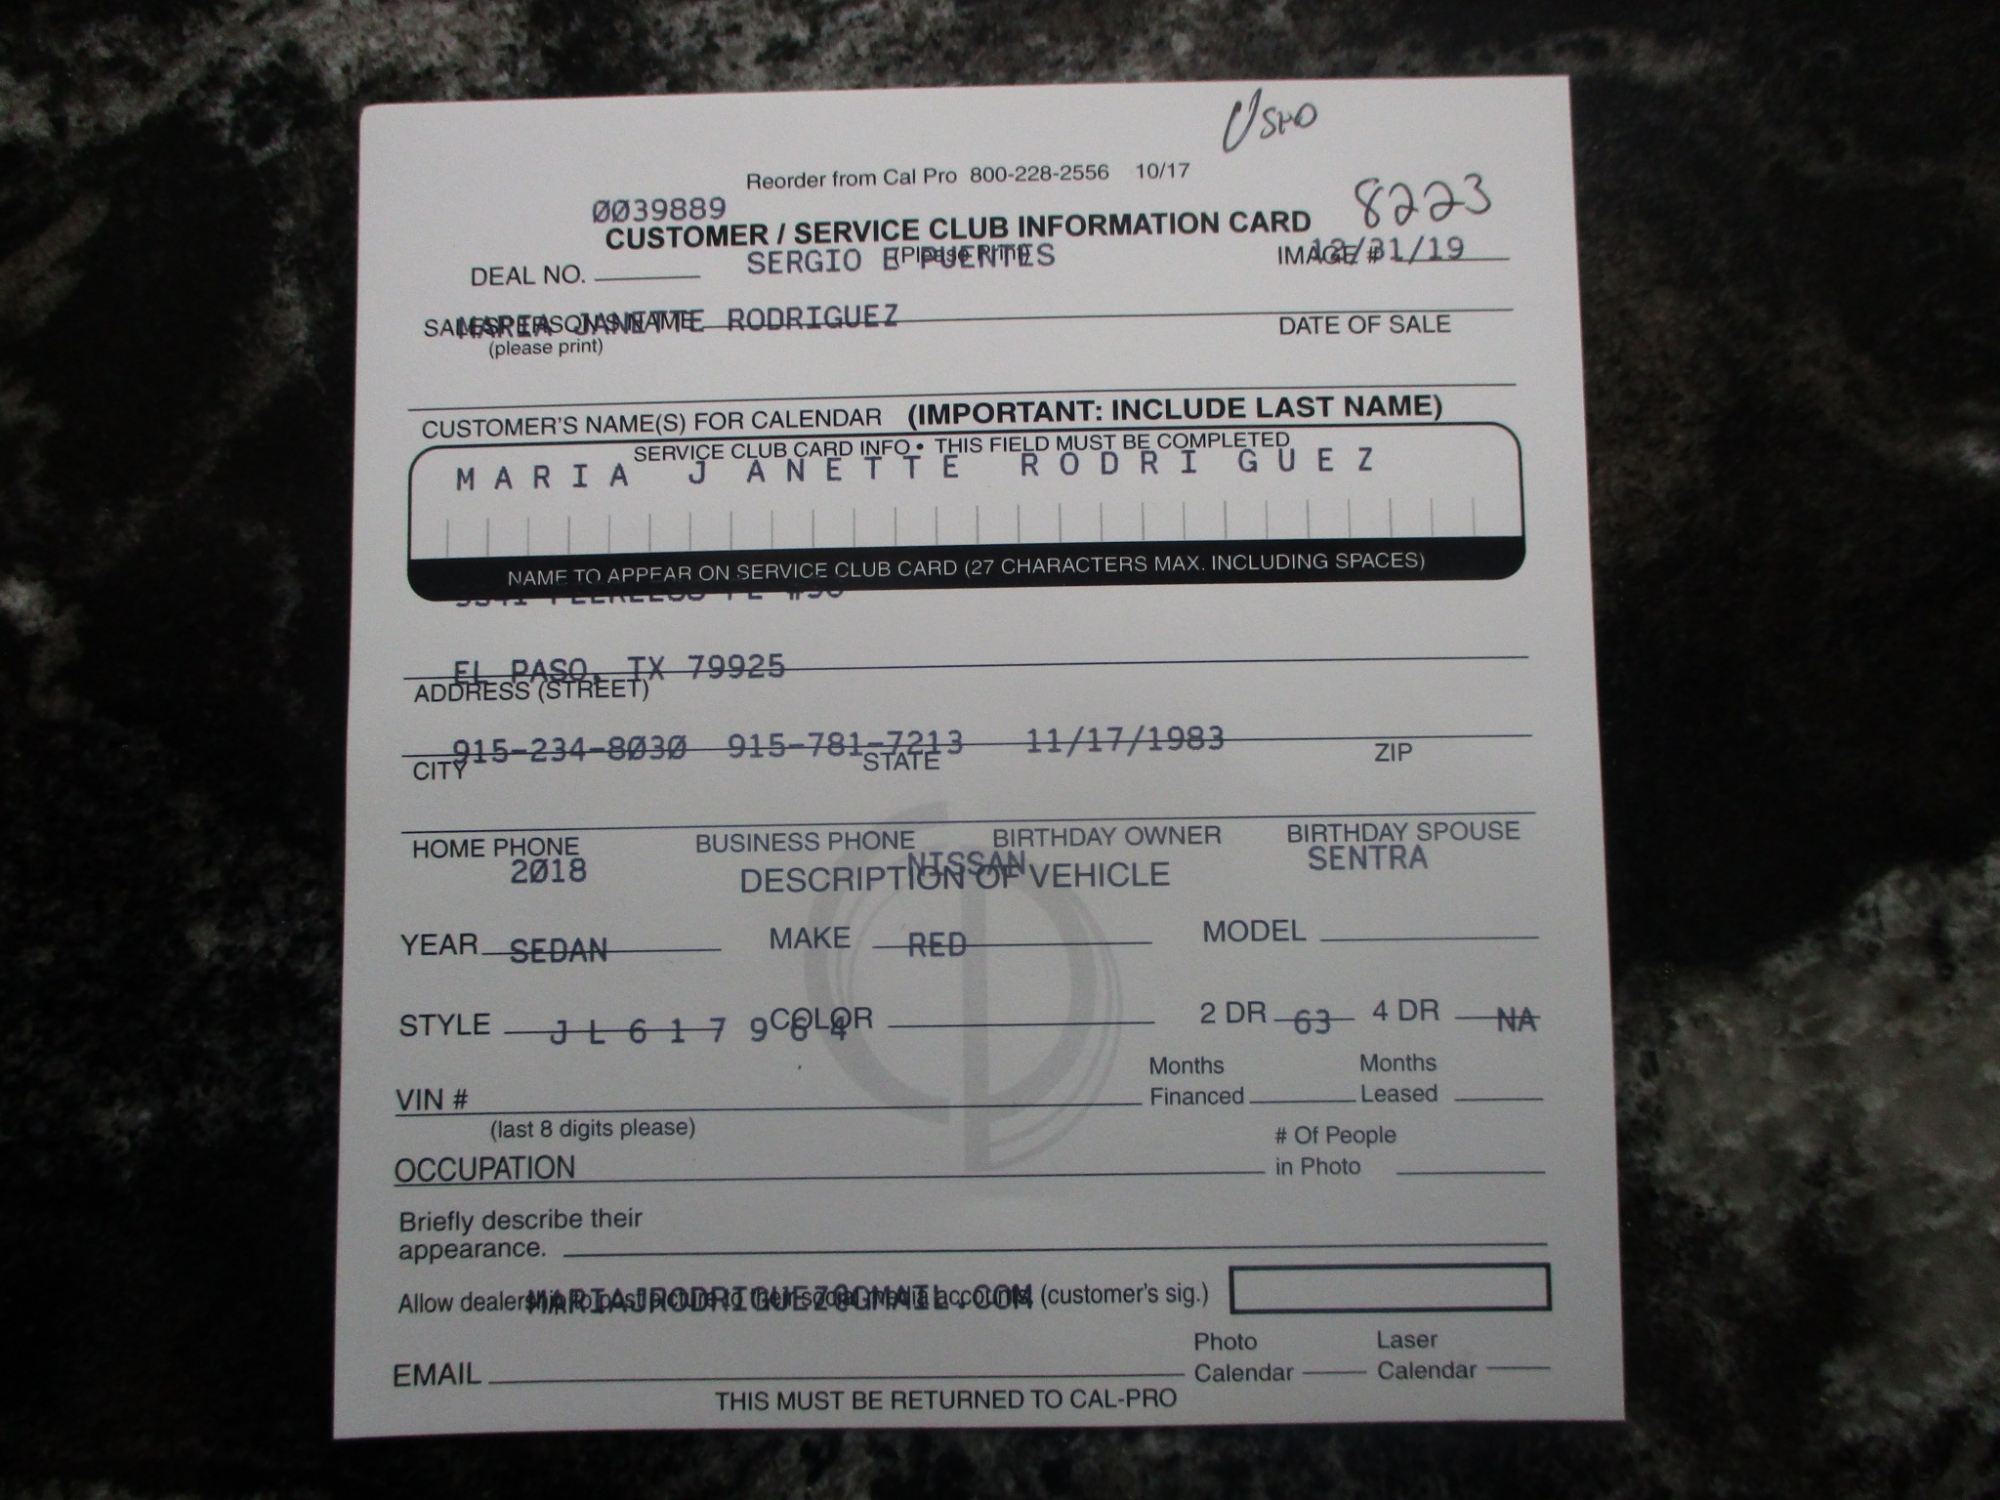 Used
Reorder from Cal Pro 800-228-2556 10/17
0039889
8223
CUSTOMER / SERVICE CLUB INFORMATION CARD
SERGIO E PUENTES
(Please Print)
IMAGE #
12/31/19
DEAL NO.
MARIA JANETTE RODRIGUEZ
SALESPERSON'S NAME
DATE OF SALE
(please print)
CUSTOMER'S NAME(S) FOR CALENDAR (IMPORTANT: INCLUDE LAST NAME)
SERVICE CLUB CARD INFO • THIS FIELD MUST BE COMPLETED
MARIA JANETTE RODRIGUEZ
NAME TO APPEAR ON SERVICE CLUB CARD (27 CHARACTERS MAX. INCLUDING SPACES)
EL PASO, TX 79925
ADDRESS (STREET)
915-234-8030 915-781-7213 11/17/1983
CITY STATE ZIP
HOME PHONE BUSINESS PHONE BIRTHDAY OWNER BIRTHDAY SPOUSE
2018 NISSAN SENTRA
DESCRIPTION OF VEHICLE
YEAR MAKE MODEL
SEDAN RED
STYLE COLOR 2 DR 4 DR
JL617964 63 NA
Months Months
VIN # Financed Leased
(last 8 digits please)
# Of People
OCCUPATION in Photo
Briefly describe their
appearance.
Allow dealership to post picture to their social media accounts (customer's sig.)
MARIAJRODRIGUEZ@GMAIL.COM
Photo Laser
EMAIL Calendar Calendar
THIS MUST BE RETURNED TO CAL-PRO